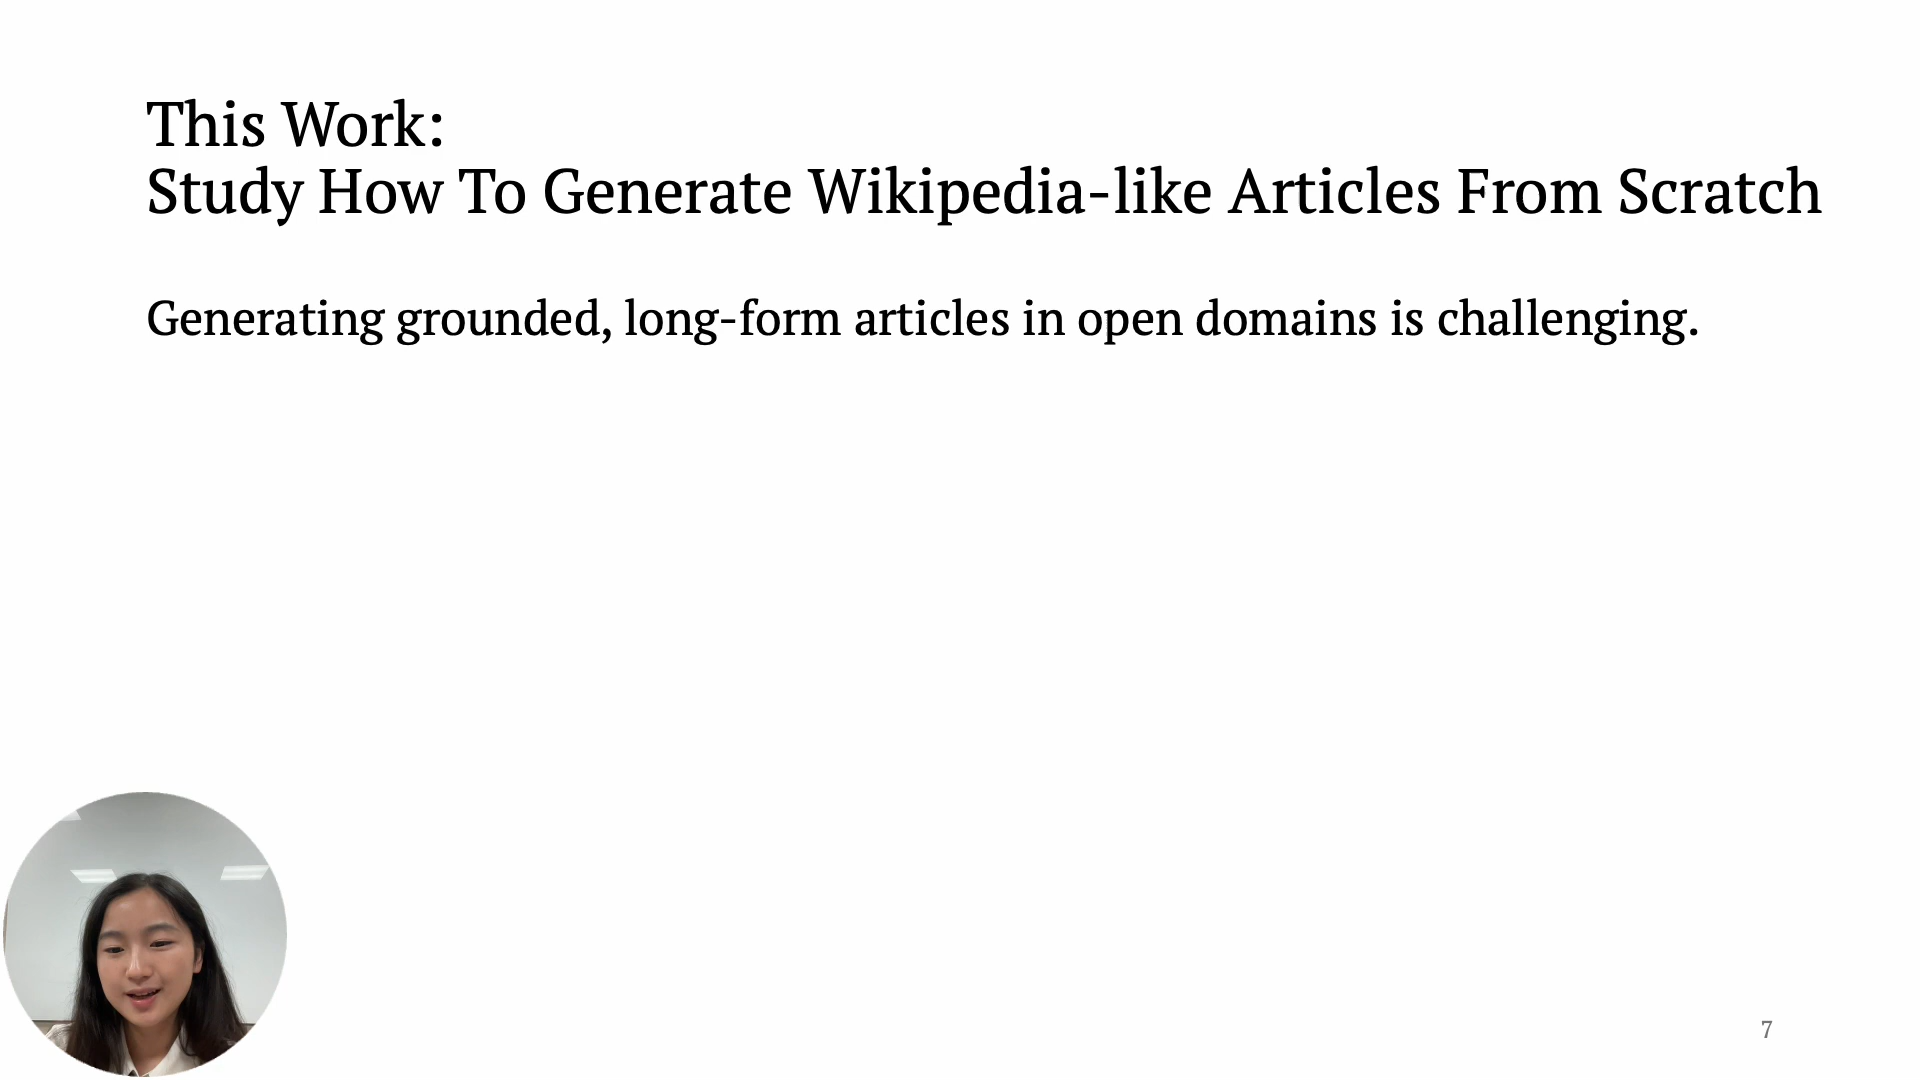 This Work:
Study How To Generate Wikipedia-like Articles From Scratch
Generating grounded, long-form articles in open domains is challenging.
7